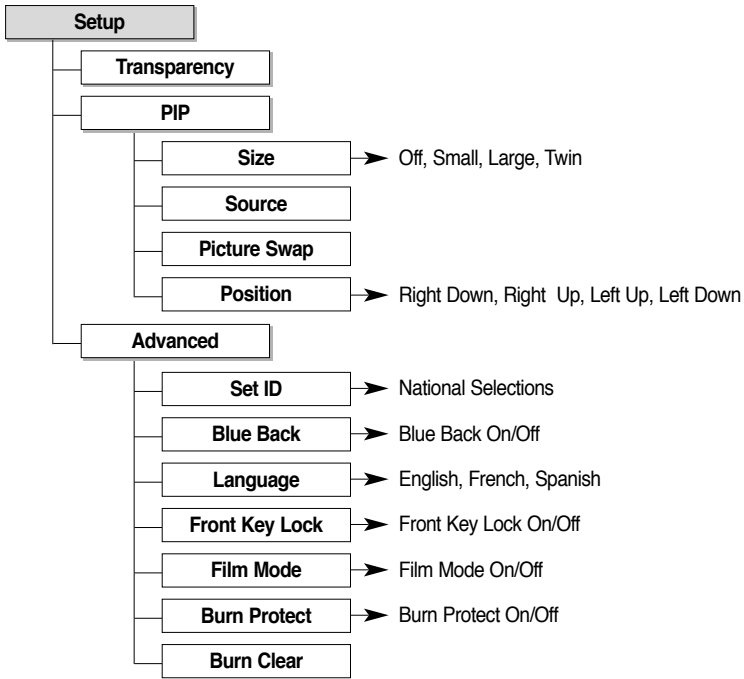 Setup
Transparency
PIP
Size Off, Small, Large, Twin
Source
Picture Swap
Position Right Down, Right Up, Left Up, Left Down
Advanced
Set ID National Selections
Blue Back Blue Back On/Off
Language English, French, Spanish
Front Key Lock Front Key Lock On/Off
Film Mode Film Mode On/Off
Burn Protect Burn Protect On/Off
Burn Clear